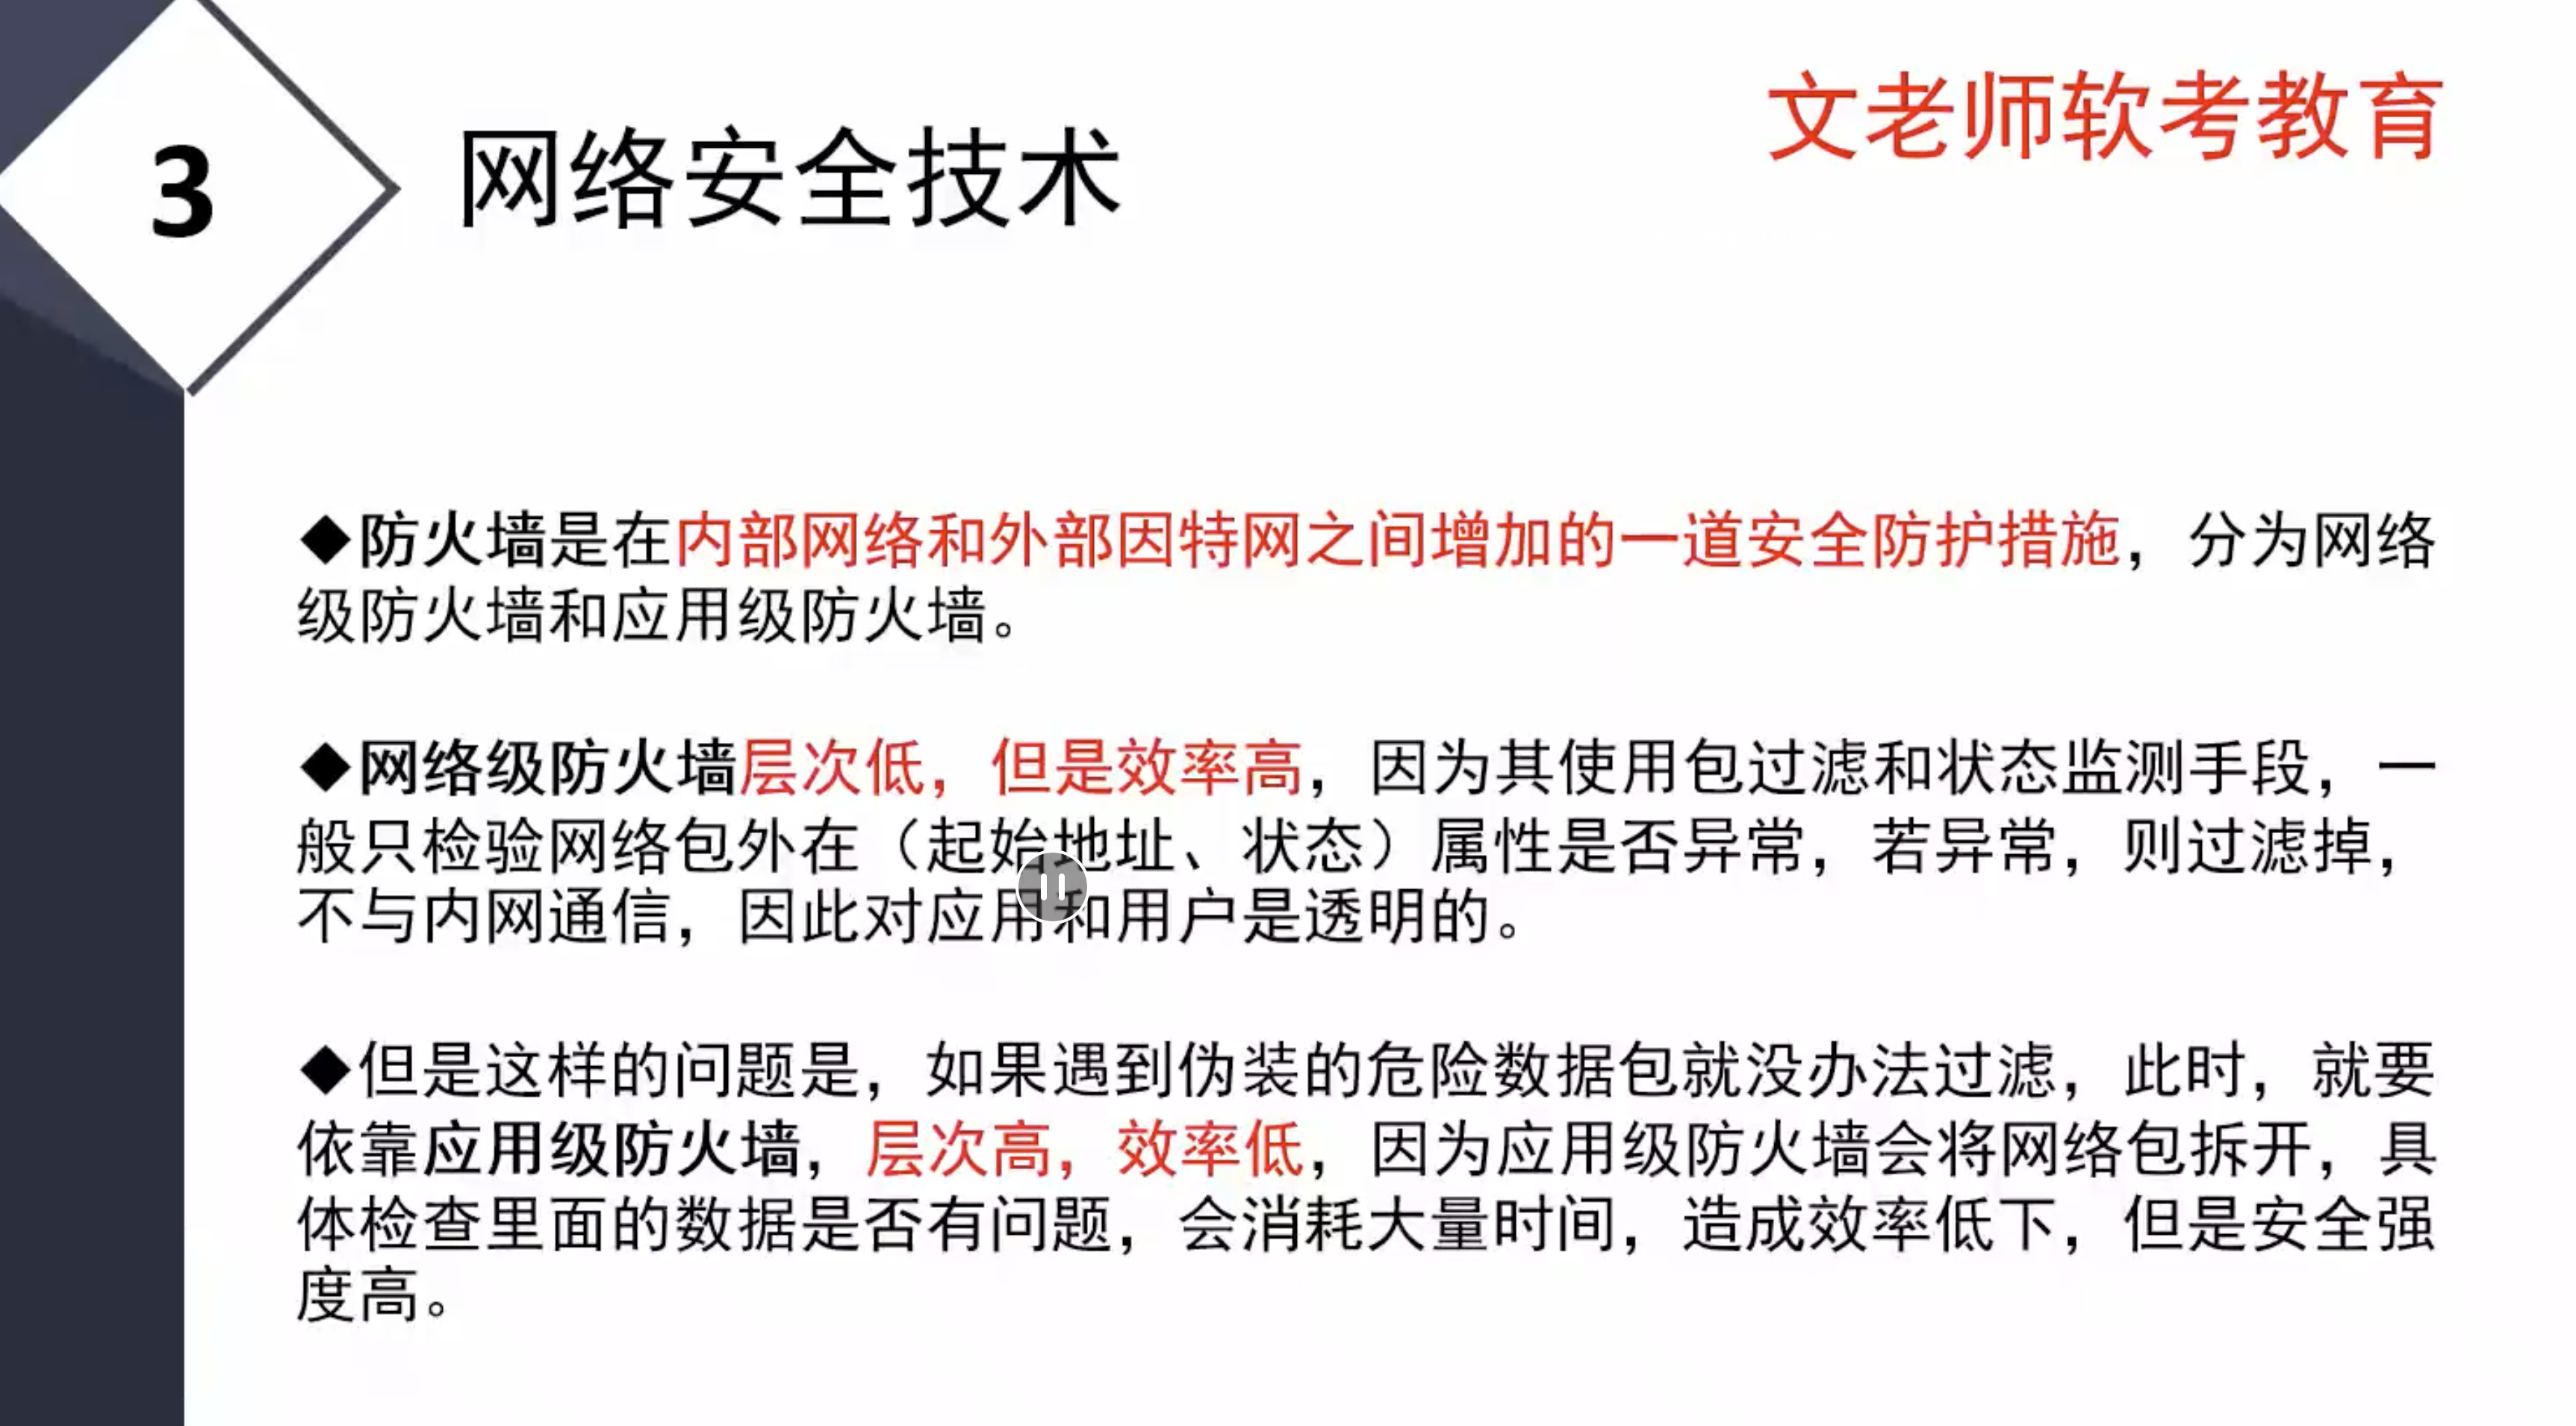 3
网络安全技术
文老师软考教育
◆防火墙是在内部网络和外部因特网之间增加的一道安全防护措施，分为网络
级防火墙和应用级防火墙。
◆网络级防火墙层次低，但是效率高，因为其使用包过滤和状态监测手段，一
般只检验网络包外在（起始地址、状态）属性是否异常，若异常，则过滤掉，
不与内网通信，因此对应用和用户是透明的。
◆但是这样的问题是，如果遇到伪装的危险数据包就没办法过滤，此时，就要
依靠应用级防火墙，层次高，效率低，因为应用级防火墙会将网络包拆开，具
体检查里面的数据是否有问题，会消耗大量时间，造成效率低下，但是安全强
度高。